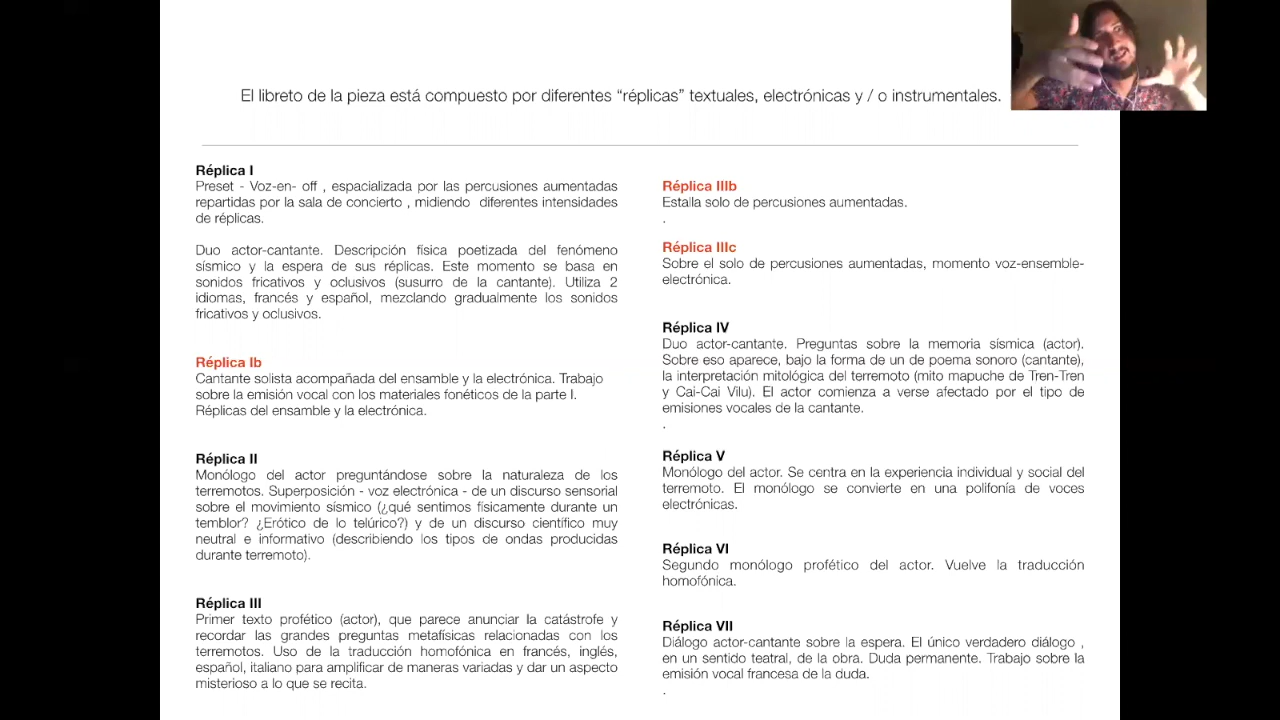 El libreto de la pieza está compuesto por diferentes “réplicas” textuales, electrónicas y / o instrumentales.
Réplica I
Preset - Voz-en- off , espacializada por las percusiones aumentadas
repartidas por la sala de concierto , midiendo diferentes intensidades
de réplicas.
Duo actor-cantante. Descripción física poetizada del fenómeno
sísmico y la espera de sus réplicas. Este momento se basa en
sonidos fricativos y oclusivos (susurro de la cantante). Utiliza 2
idiomas, francés y español, mezclando gradualmente los sonidos
fricativos y oclusivos.
Réplica Ib
Cantante solista acompañada del ensamble y la electrónica. Trabajo
sobre la emisión vocal con los materiales fonéticos de la parte I.
Réplicas del ensamble y la electrónica.
Réplica II
Monólogo del actor preguntándose sobre la naturaleza de los
terremotos. Superposición - voz electrónica - de un discurso sensorial
sobre el movimiento sísmico (¿qué sentimos físicamente durante un
temblor? ¿Erótico de lo telúrico?) y de un discurso científico muy
neutral e informativo (describiendo los tipos de ondas producidas
durante terremoto).
Réplica III
Primer texto profético (actor), que parece anunciar la catástrofe y
recordar las grandes preguntas metafísicas relacionadas con los
terremotos. Uso de la traducción homofónica en francés, inglés,
español, italiano para amplificar de maneras variadas y dar un aspecto
misterioso a lo que se recita.
Réplica IIIb
Estalla solo de percusiones aumentadas.
.
Réplica IIIc
Sobre el solo de percusiones aumentadas, momento voz-ensemble-
electrónica.
Réplica IV
Duo actor-cantante. Preguntas sobre la memoria sísmica (actor).
Sobre eso aparece, bajo la forma de un de poema sonoro (cantante),
la interpretación mitológica del terremoto (mito mapuche de Tren-Tren
y Cai-Cai Vilu). El actor comienza a verse afectado por el tipo de
emisiones vocales de la cantante.
.
Réplica V
Monólogo del actor. Se centra en la experiencia individual y social del
terremoto. El monólogo se convierte en una polifonía de voces
electrónicas.
Réplica VI
Segundo monólogo profético del actor. Vuelve la traducción
homofónica.
Réplica VII
Diálogo actor-cantante sobre la espera. El único verdadero diálogo ,
en un sentido teatral, de la obra. Duda permanente. Trabajo sobre la
emisión vocal francesa de la duda.
.